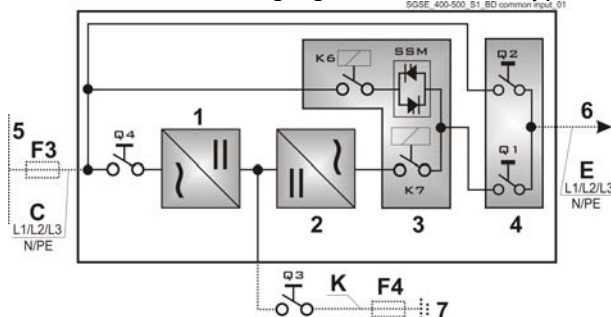 SGSE_400-500_S1_BD common input_01
K6
SSM
Q2
5
F3
Q4
1
6
Q1
C
L1/L2/L3
N/PE
K7
E
L1/L2/L3
N/PE
2
3
4
Q3
K
F4
7